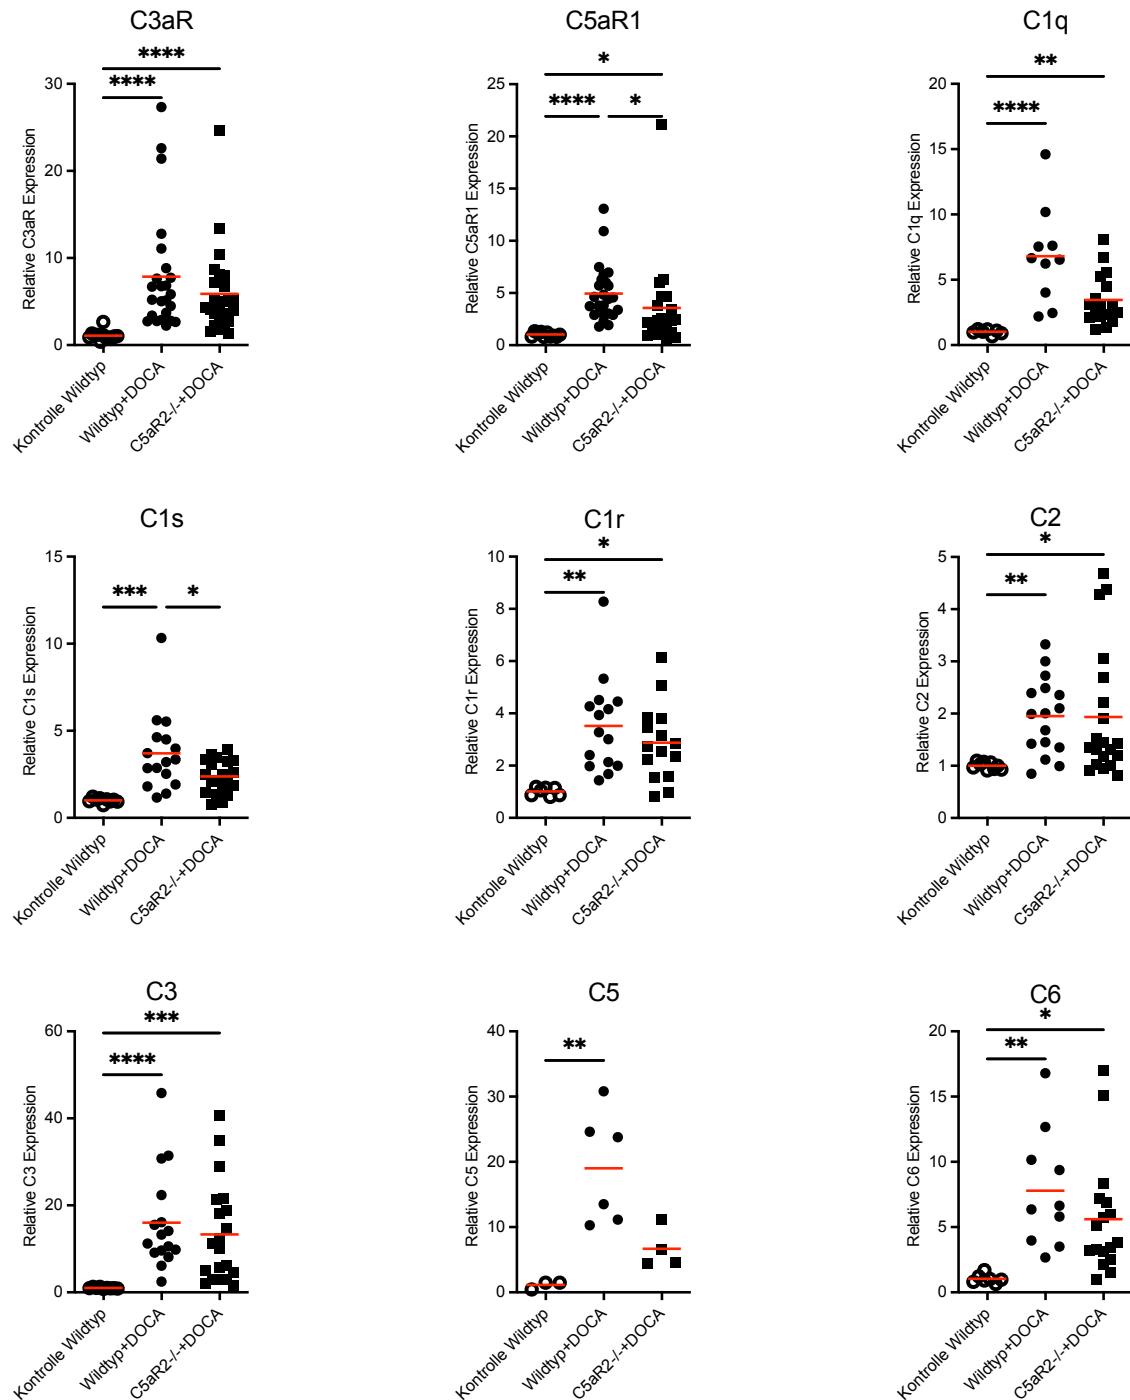 C3aR
****
****
30
20
10
0
Relative C3aR Expression
Kontrolle Wildtyp
Wildtyp+DOCA
C5aR2-/-+DOCA
C5aR1
*
****
*
25
20
15
10
5
0
Relative C5aR1 Expression
Kontrolle Wildtyp
Wildtyp+DOCA
C5aR2-/-+DOCA
C1q
**
****
20
15
10
5
0
Relative C1q Expression
Kontrolle Wildtyp
Wildtyp+DOCA
C5aR2-/-+DOCA
C1s
***
*
15
10
5
0
Relative C1s Expression
Kontrolle Wildtyp
Wildtyp+DOCA
C5aR2-/-+DOCA
C1r
*
**
10
8
6
4
2
0
Relative C1r Expression
Kontrolle Wildtyp
Wildtyp+DOCA
C5aR2-/-+DOCA
C2
*
**
5
4
3
2
1
0
Relative C2 Expression
Kontrolle Wildtyp
Wildtyp+DOCA
C5aR2-/-+DOCA
C3
***
****
60
40
20
0
Relative C3 Expression
Kontrolle Wildtyp
Wildtyp+DOCA
C5aR2-/-+DOCA
C5
**
40
30
20
10
0
Relative C5 Expression
Kontrolle Wildtyp
Wildtyp+DOCA
C5aR2-/-+DOCA
C6
*
**
20
15
10
5
0
Relative C6 Expression
Kontrolle Wildtyp
Wildtyp+DOCA
C5aR2-/-+DOCA